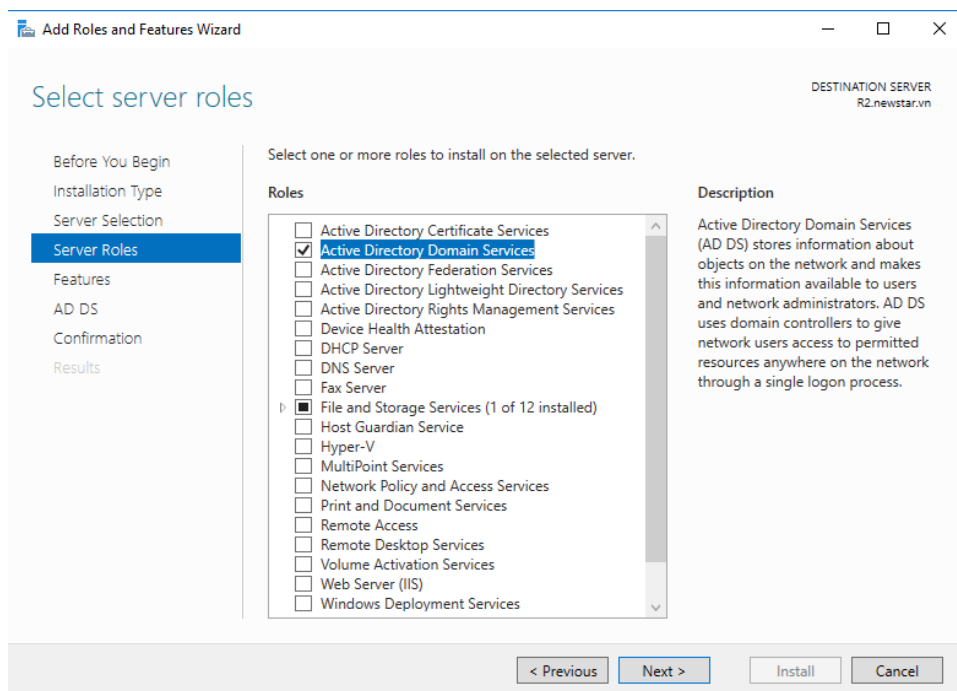 Add Roles and Features Wizard
Select server roles
DESTINATION SERVER
R2.newstar.vn
Before You Begin
Installation Type
Server Selection
Server Roles
Features
AD DS
Confirmation
Results
Select one or more roles to install on the selected server.
Roles
Active Directory Certificate Services
Active Directory Domain Services
Active Directory Federation Services
Active Directory Lightweight Directory Services
Active Directory Rights Management Services
Device Health Attestation
DHCP Server
DNS Server
Fax Server
File and Storage Services (1 of 12 installed)
Host Guardian Service
Hyper-V
MultiPoint Services
Network Policy and Access Services
Print and Document Services
Remote Access
Remote Desktop Services
Volume Activation Services
Web Server (IIS)
Windows Deployment Services
Description
Active Directory Domain Services
(AD DS) stores information about
objects on the network and makes
this information available to users
and network administrators. AD DS
uses domain controllers to give
network users access to permitted
resources anywhere on the network
through a single logon process.
< Previous
Next >
Install
Cancel